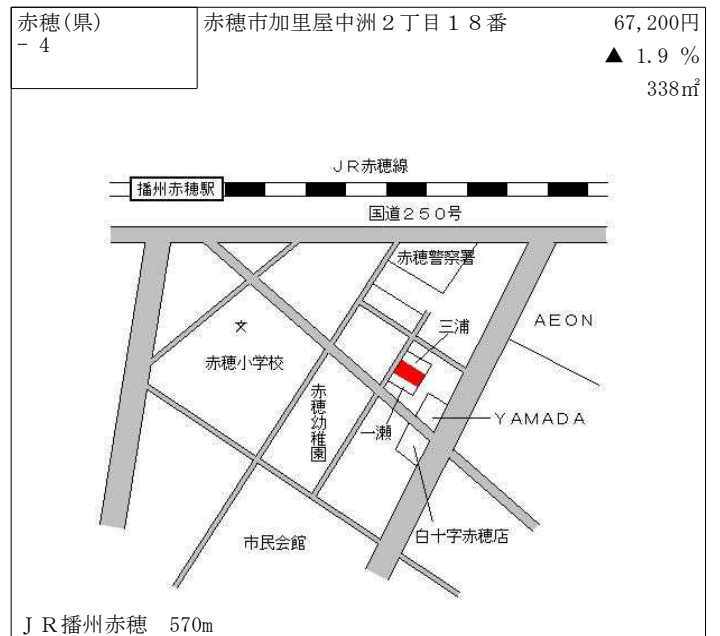 赤穂(県)
- 4
赤穂市加里屋中洲２丁目１８番
67,200円
▲ 1.9 %
338㎡
ＪＲ赤穂線
播州赤穂駅
国道２５０号
赤穂警察署
三浦
ＡＥＯＮ
文
赤穂小学校
赤穂幼稚園
一瀬
ＹＡＭＡＤＡ
白十字赤穂店
市民会館
ＪＲ播州赤穂　570m